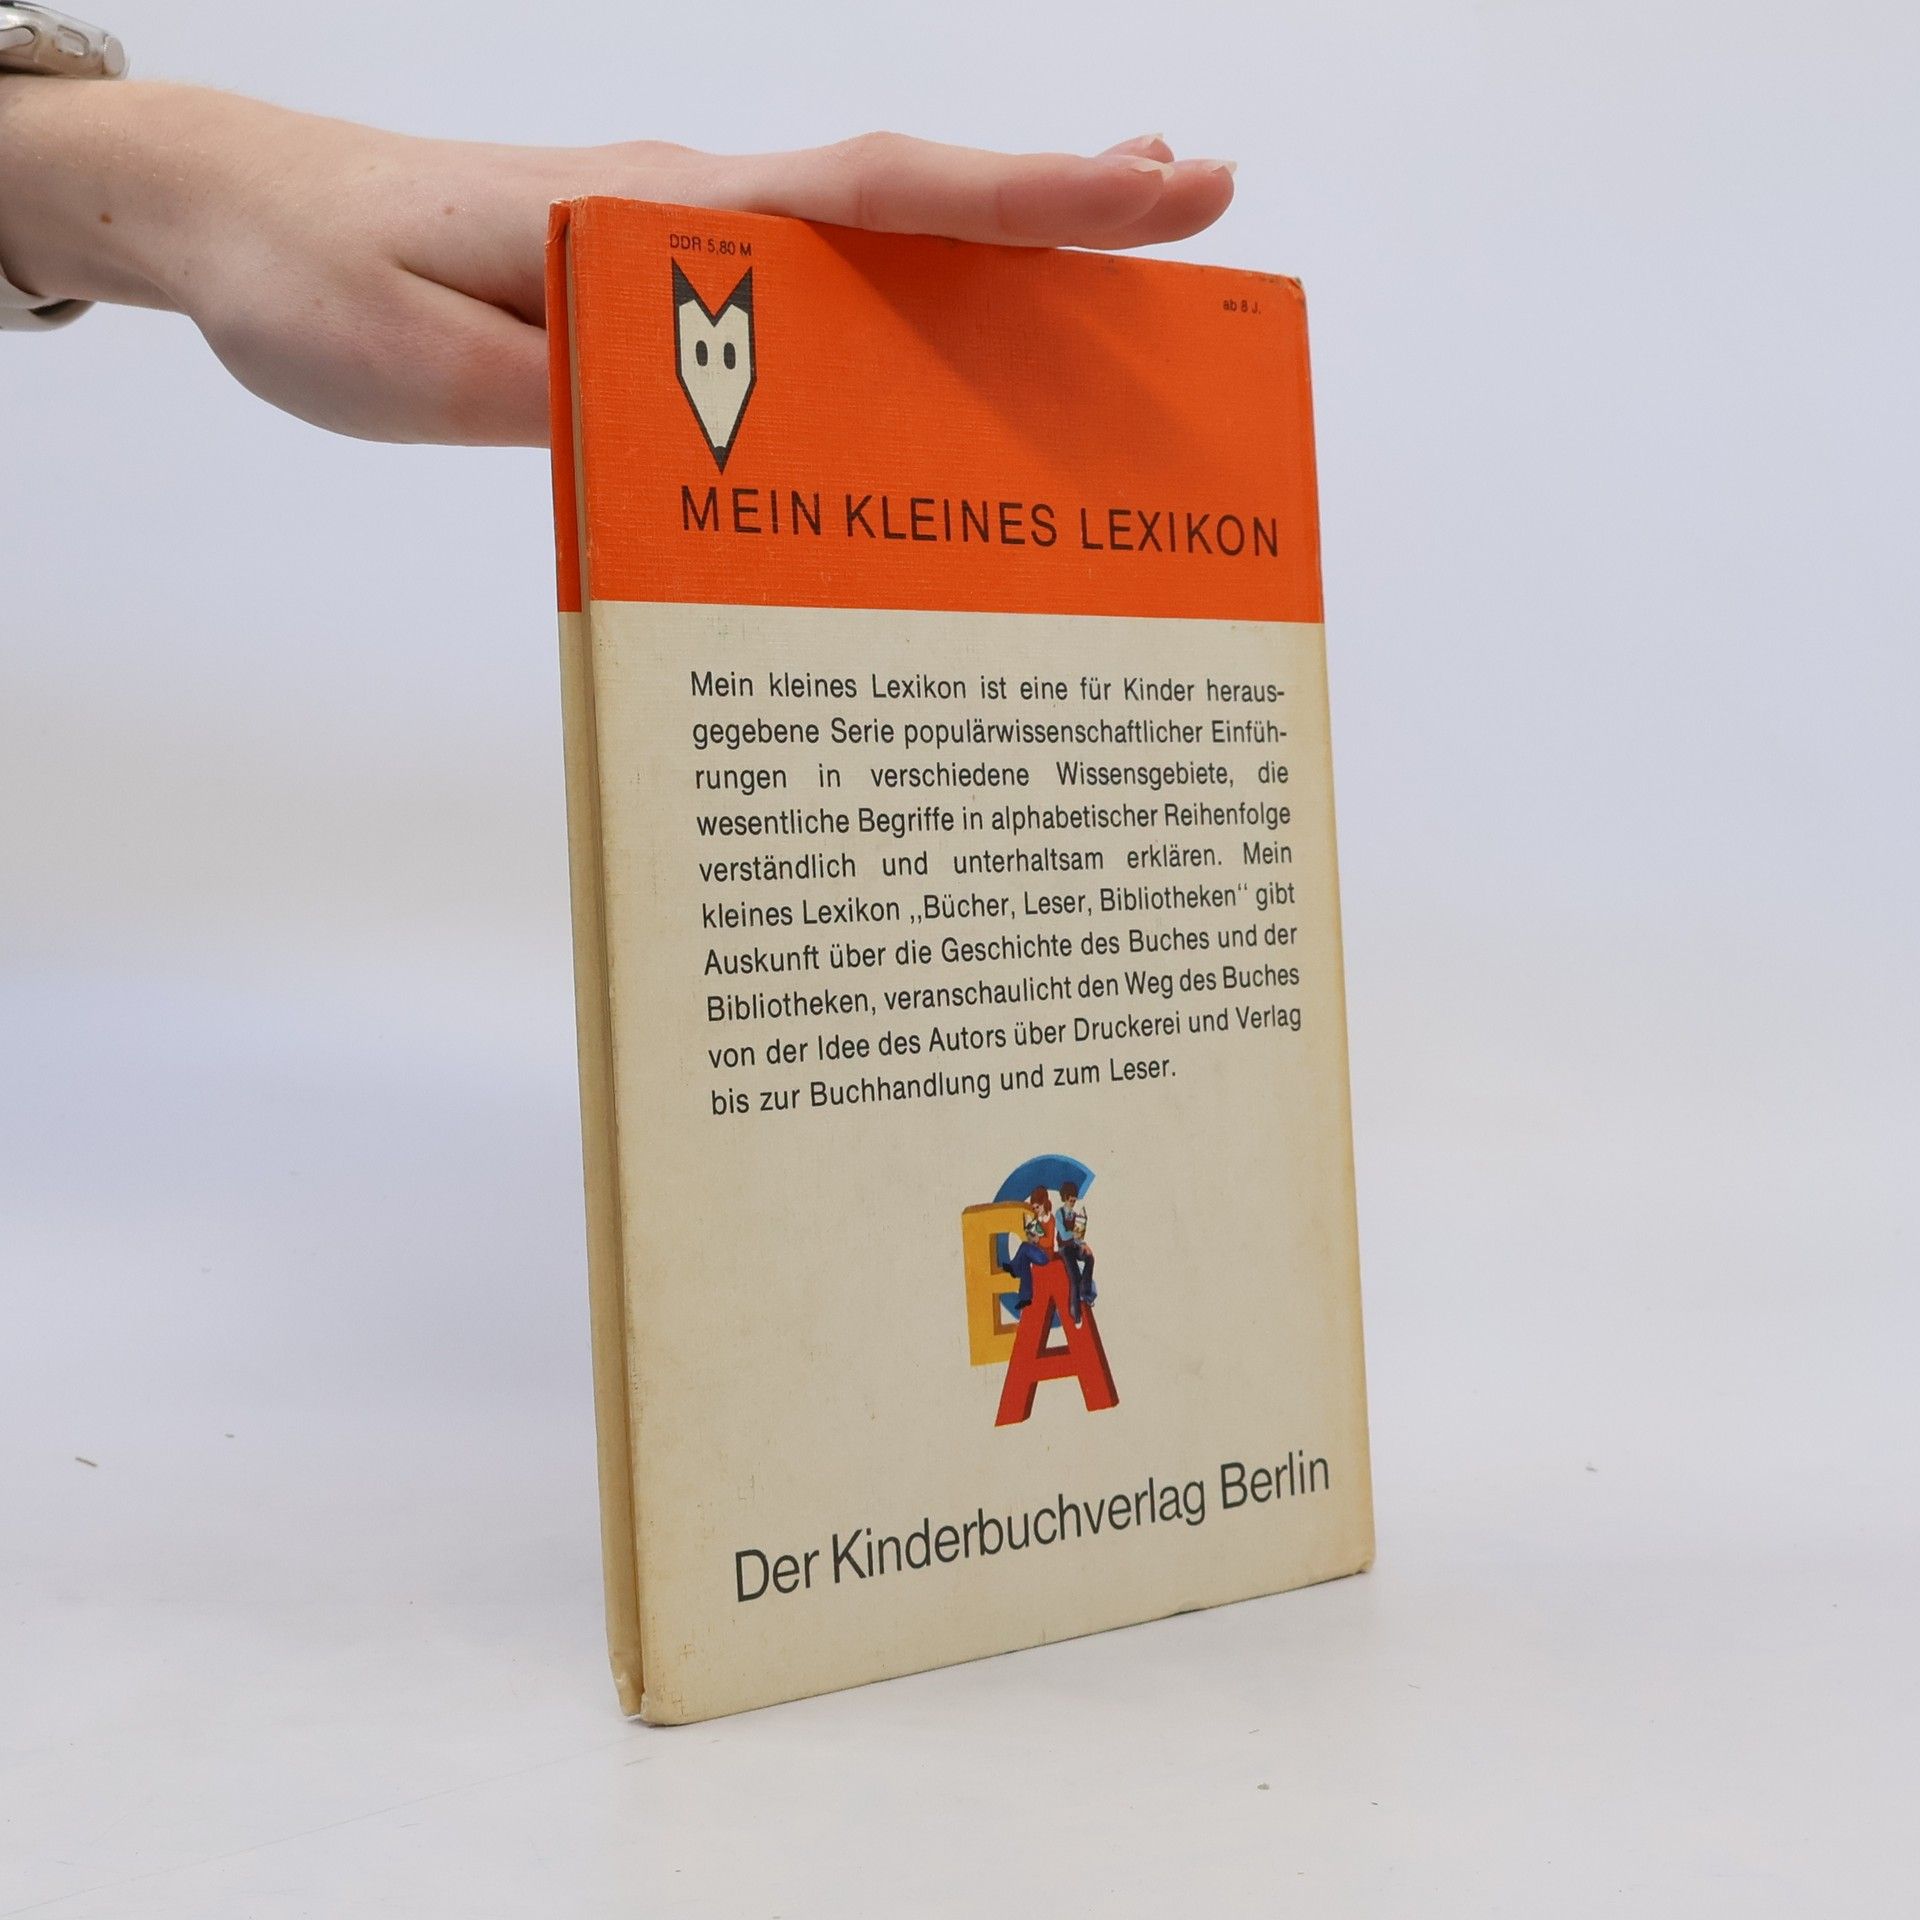 DDR 5,80 M
ab 8 J.
MEIN KLEINES LEXIKON
Mein kleines Lexikon ist eine für Kinder heraus-
gegebene Serie populärwissenschaftlicher Einfüh-
rungen in verschiedene Wissensgebiete, die
wesentliche Begriffe in alphabetischer Reihenfolge
verständlich und unterhaltsam erklären. Mein
kleines Lexikon „Bücher, Leser, Bibliotheken“ gibt
Auskunft über die Geschichte des Buches und der
Bibliotheken, veranschaulicht den Weg des Buches
von der Idee des Autors über Druckerei und Verlag
bis zur Buchhandlung und zum Leser.
A
Der Kinderbuchverlag Berlin